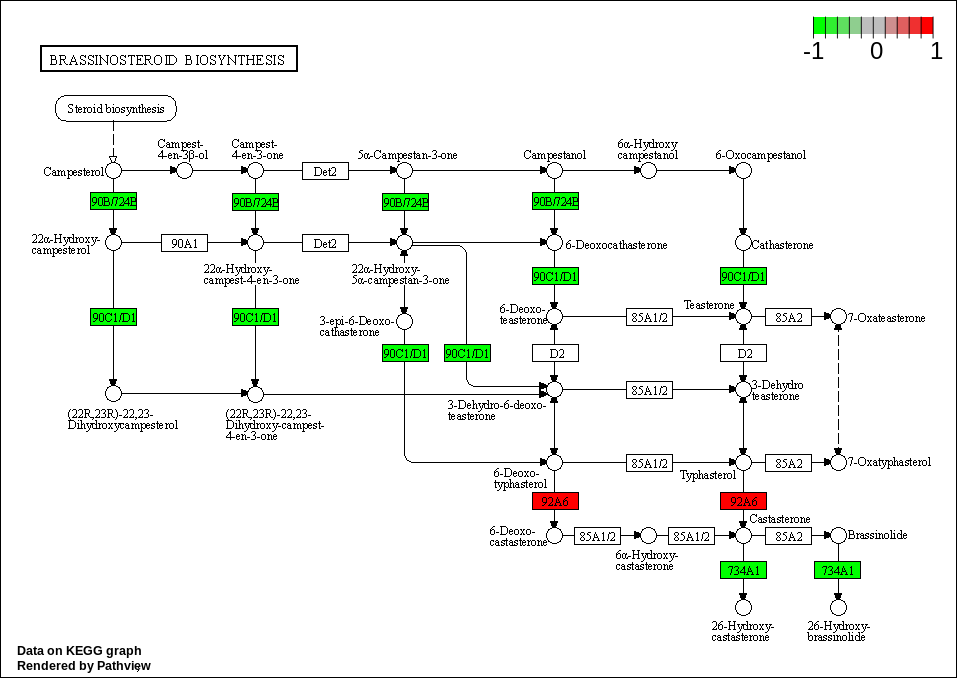 -1 0 1
BRASSINOSTEROID BIOSYNTHESIS
Steroid biosynthesis
Campesterol
Campest-
4-en-3β-ol
Campest-
4-en-3-one
Det2
5α-Campestan-3-one
Campestanol
6α-Hydroxy
campestanol
6-Oxocampestanol
90B/724B
90B/724B
90B/724B
90B/724B
22α-Hydroxy-
campesterol
90A1
Det2
6-Deoxocathasterone
Cathasterone
22α-Hydroxy-
campest-4-en-3-one
22α-Hydroxy-
5α-campestan-3-one
90C1/D1
90C1/D1
90C1/D1
90C1/D1
3-epi-6-Deoxo-
cathasterone
6-Deoxo-
teasterone
85A1/2
Teasterone
85A2
7-Oxateasterone
90C1/D1
90C1/D1
D2
D2
3-Dehydro-6-deoxo-
teasterone
85A1/2
3-Dehydro
teasterone
(22R,23R)-22,23-
Dihydroxycampesterol
(22R,23R)-22,23-
Dihydroxy-campest-
4-en-3-one
6-Deoxo-
typhasterol
85A1/2
Typhasterol
85A2
7-Oxatyphasterol
92A6
92A6
6-Deoxo-
castasterone
85A1/2
6α-Hydroxy-
castasterone
85A1/2
Castasterone
85A2
Brassinolide
734A1
734A1
26-Hydroxy-
castasterone
26-Hydroxy-
brassinolide
Data on KEGG graph
Rendered by Pathview